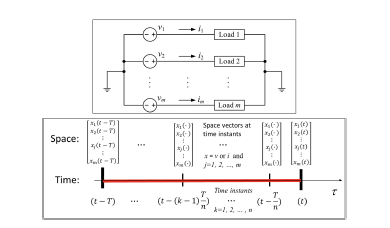 v₁ i₁ Load 1
v₂ i₂ Load 2
⋮ ⋮ ⋮
vₘ iₘ Load m
Space:
[x₁(t − T) x₂(t − T) ⋮ xⱼ(t − T) ⋮ xₘ(t − T)]
...
[x₁(·) x₂(·) ⋮ xⱼ(·) ⋮ xₘ(·)]
Space vectors at
time instants
...
x = v or i and
j=1, 2, ..., m
[x₁(·) x₂(·) ⋮ xⱼ(·) ⋮ xₘ(·)]
[x₁(t) x₂(t) ⋮ xⱼ(t) ⋮ xₘ(t)]
Time:
τ
(t − T) ... (t − (k − 1) T/n) ... (t − T/n) (t)
Time instants
k=1, 2, ... , n